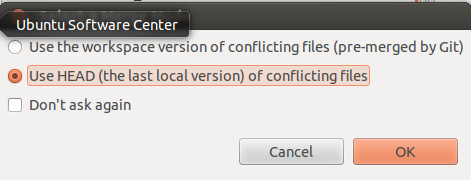 Ubuntu Software Center
Use the workspace version of conflicting files (pre-merged by Git)
Use HEAD (the last local version) of conflicting files
Don't ask again
Cancel
OK